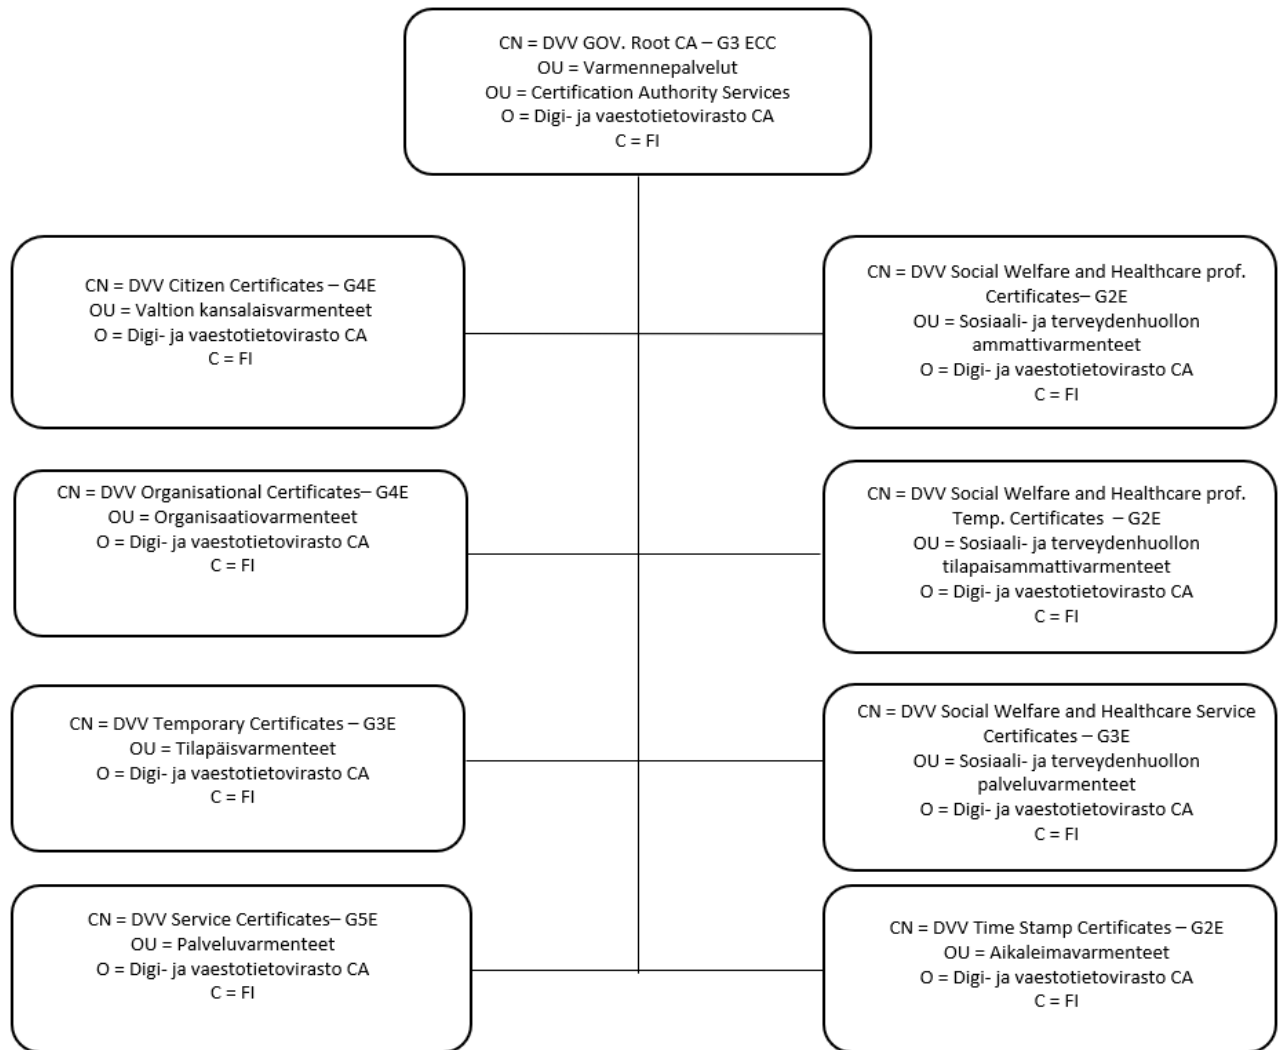 CN = DVV GOV. Root CA – G3 ECC
OU = Varmennepalvelut
OU = Certification Authority Services
O = Digi- ja vaestotietovirasto CA
C = FI
CN = DVV Citizen Certificates – G4E
OU = Valtion kansalaisvarmenteet
O = Digi- ja vaestotietovirasto CA
C = FI
CN = DVV Social Welfare and Healthcare prof.
Certificates– G2E
OU = Sosiaali- ja terveydenhuollon
ammattivarmenteet
O = Digi- ja vaestotietovirasto CA
C = FI
CN = DVV Organisational Certificates– G4E
OU = Organisaatiovarmenteet
O = Digi- ja vaestotietovirasto CA
C = FI
CN = DVV Social Welfare and Healthcare prof.
Temp. Certificates – G2E
OU = Sosiaali- ja terveydenhuollon
tilapaisammattivarmenteet
O = Digi- ja vaestotietovirasto CA
C = FI
CN = DVV Temporary Certificates – G3E
OU = Tilapäisvarmenteet
O = Digi- ja vaestotietovirasto CA
C = FI
CN = DVV Social Welfare and Healthcare Service
Certificates – G3E
OU = Sosiaali- ja terveydenhuollon
palveluvarmenteet
O = Digi- ja vaestotietovirasto CA
C = FI
CN = DVV Service Certificates– G5E
OU = Palveluvarmenteet
O = Digi- ja vaestotietovirasto CA
C = FI
CN = DVV Time Stamp Certificates – G2E
OU = Aikaleimavarmenteet
O = Digi- ja vaestotietovirasto CA
C = FI